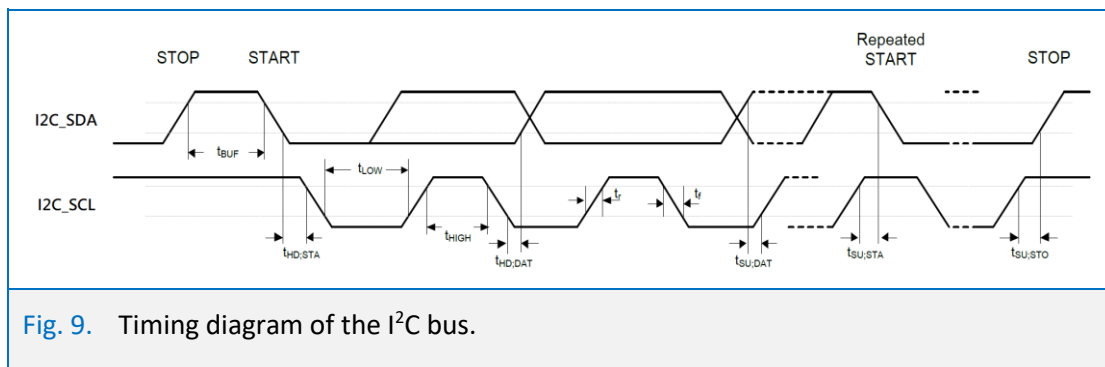 STOP START Repeated START STOP
I2C_SDA
tBUF
tLOW
I2C_SCL
tr tf
tHIGH
tHD;STA tHD;DAT tSU;DAT tSU;STA tSU;STO
Fig. 9. Timing diagram of the I²C bus.